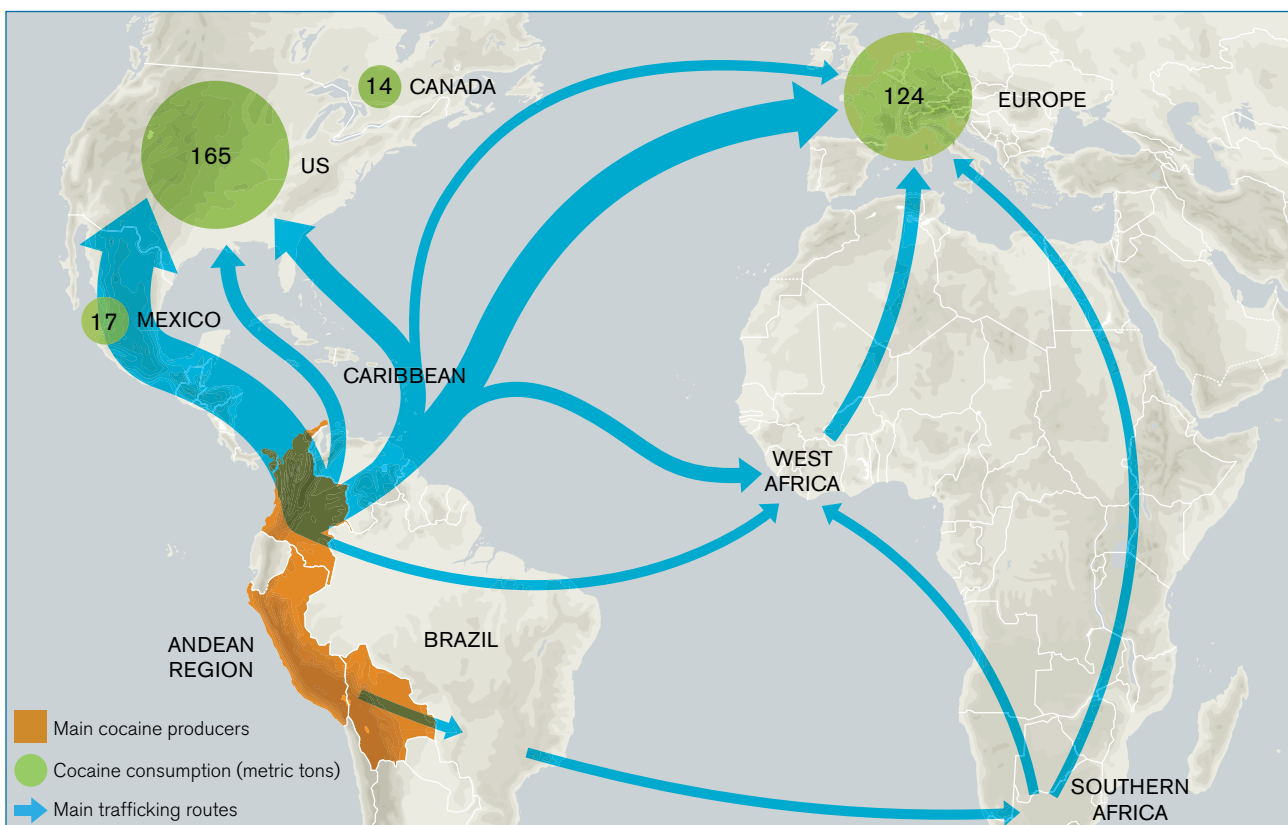 14
CANADA
124
EUROPE
165
US
17
MEXICO
CARIBBEAN
WEST
AFRICA
ANDEAN
REGION
BRAZIL
Main cocaine producers
Cocaine consumption (metric tons)
Main trafficking routes
SOUTHERN
AFRICA